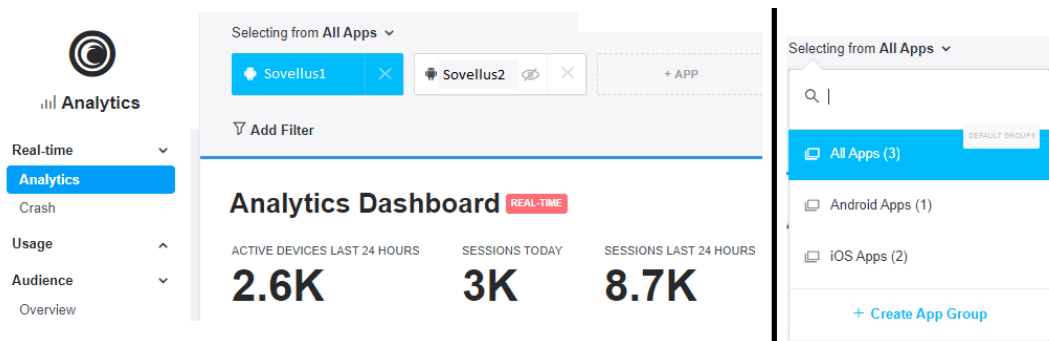 Analytics
Real-time
Analytics
Crash
Usage
Audience
Overview
Selecting from All Apps
Sovellus1
Sovellus2
+ APP
Add Filter
Analytics Dashboard REAL-TIME
ACTIVE DEVICES LAST 24 HOURS
2.6K
SESSIONS TODAY
3K
SESSIONS LAST 24 HOURS
8.7K
Selecting from All Apps
DEFAULT GROUPS
All Apps (3)
Android Apps (1)
iOS Apps (2)
+ Create App Group